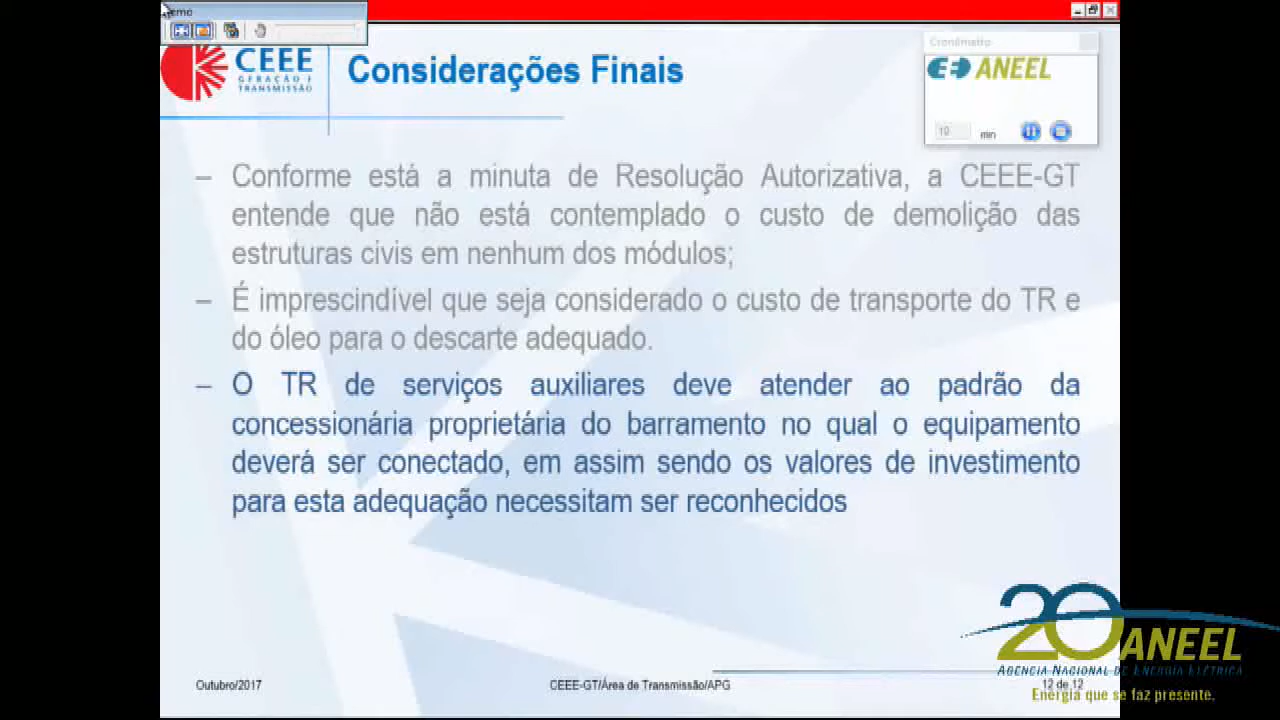 CEEE
GERAÇÃO E
TRANSMISSÃO
Considerações Finais
Cronômetro
ANEEL
10 min
– Conforme está a minuta de Resolução Autorizativa, a CEEE-GT
entende que não está contemplado o custo de demolição das
estruturas civis em nenhum dos módulos;
– É imprescindível que seja considerado o custo de transporte do TR e
do óleo para o descarte adequado.
– O TR de serviços auxiliares deve atender ao padrão da
concessionária proprietária do barramento no qual o equipamento
deverá ser conectado, em assim sendo os valores de investimento
para esta adequação necessitam ser reconhecidos
20 ANEEL
AGENCIA NACIONAL DE ENERGIA ELÉTRICA
Energia que se faz presente.
Outubro/2017
CEEE-GT/Área de Transmissão/APG
12 de 12